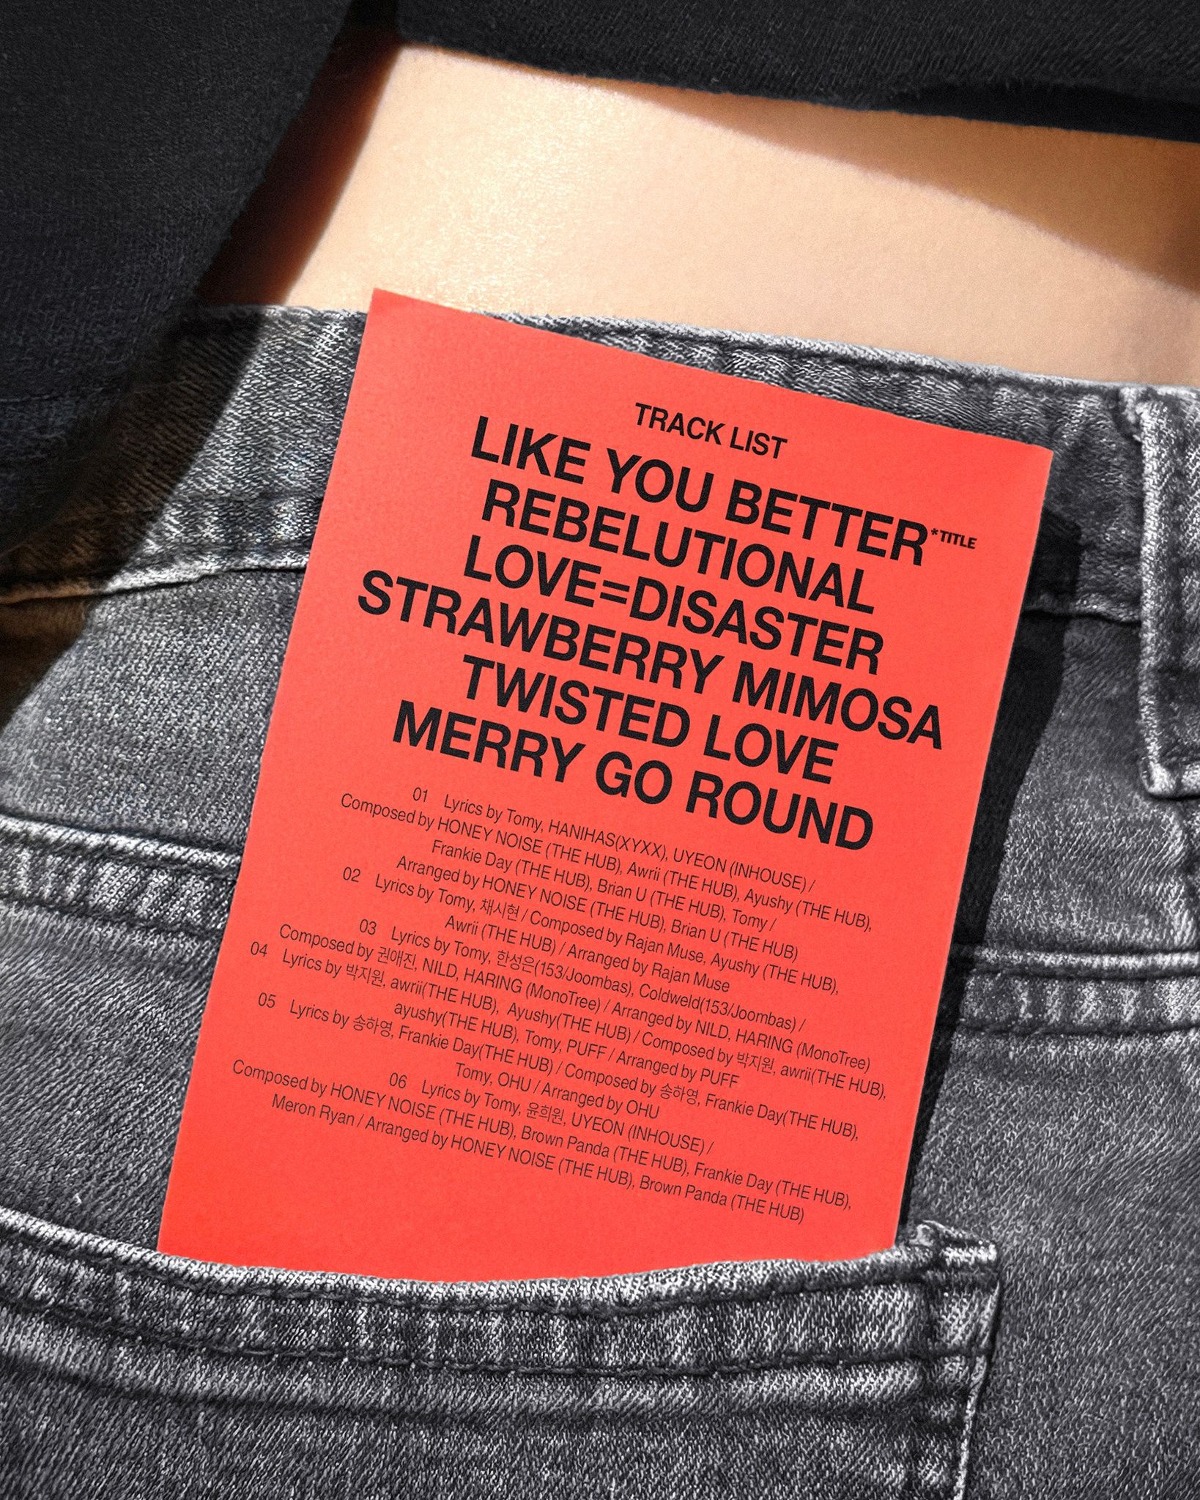 TRACK LIST
LIKE YOU BETTER*TITLE
REBELUTIONAL
LOVE=DISASTER
STRAWBERRY MIMOSA
TWISTED LOVE
MERRY GO ROUND
01 Lyrics by Tomy, HANIHAS(XYXX), UYEON (INHOUSE) /
Composed by HONEY NOISE (THE HUB), Awrii (THE HUB), Ayushy (THE HUB),
Frankie Day (THE HUB), Brian U (THE HUB), Tomy /
Arranged by HONEY NOISE (THE HUB), Brian U (THE HUB)
02 Lyrics by Tomy, 채시현 / Composed by Rajan Muse, Ayushy (THE HUB),
Awrii (THE HUB) / Arranged by Rajan Muse
03 Lyrics by Tomy, 한성은(153/Joombas), Coldweld(153/Joombas) /
Composed by 권애진, NILD, HARING (MonoTree) / Arranged by NILD, HARING (MonoTree)
04 Lyrics by 박지원, awrii(THE HUB), Ayushy(THE HUB) / Composed by 박지원, awrii(THE HUB),
ayushy(THE HUB), Tomy, PUFF / Arranged by PUFF
05 Lyrics by 송하영, Frankie Day(THE HUB) / Composed by 송하영, Frankie Day(THE HUB),
Tomy, OHU / Arranged by OHU
06 Lyrics by Tomy, 윤희원, UYEON (INHOUSE) /
Composed by HONEY NOISE (THE HUB), Brown Panda (THE HUB), Frankie Day (THE HUB),
Meron Ryan / Arranged by HONEY NOISE (THE HUB), Brown Panda (THE HUB)